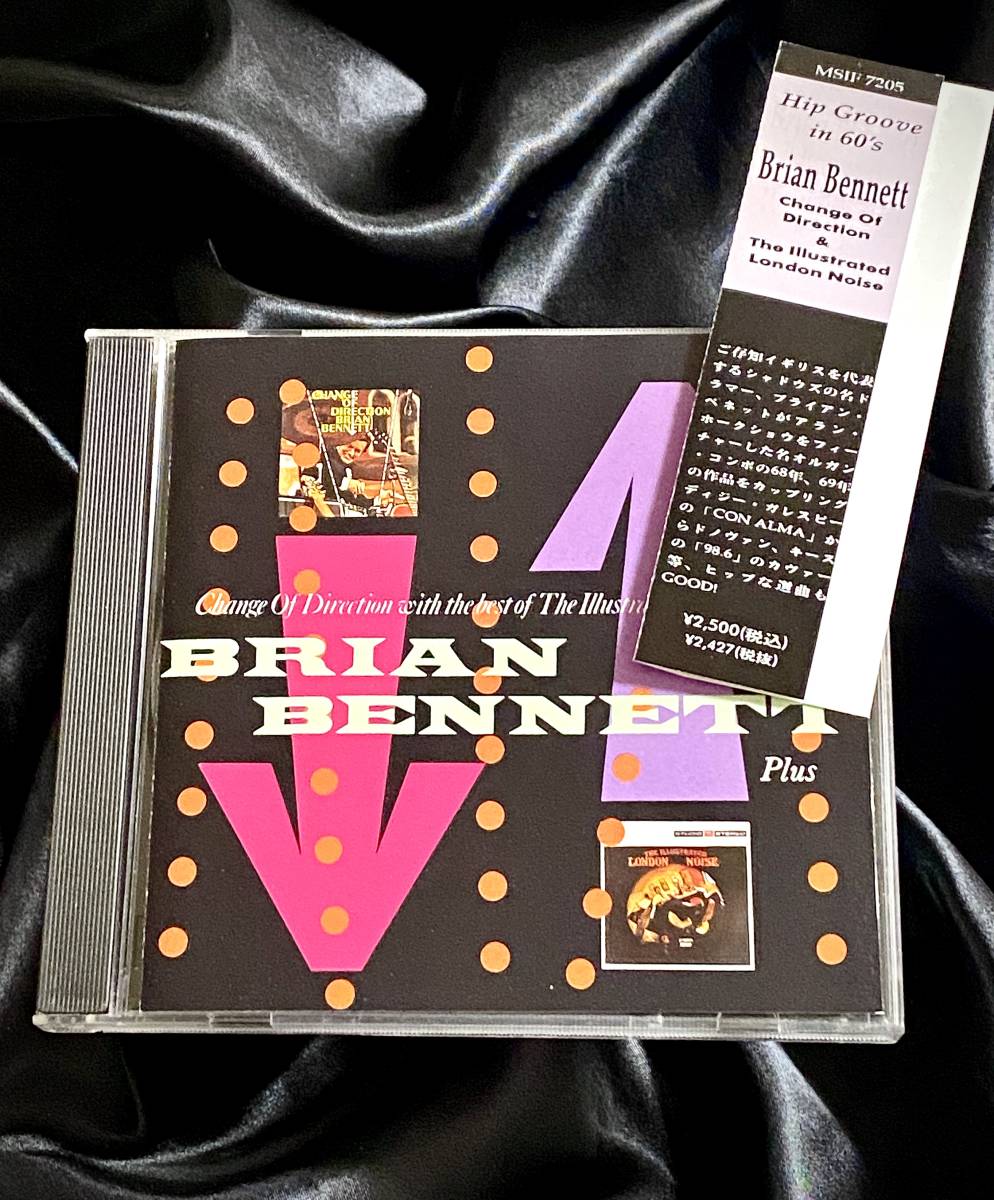 MSIF 7205
Hip Groove
in 60's
Brian Bennett
Change Of
Direction
&
The Illustrated
London Noise
ご存知イギリスを代表
するシャドウズの名ド
ラマー、ブライアン・
ベネットがアラン・
ホークショウをフィー
チャーした名オルガン
・コンボの68年、69年
の作品をカップリング
ディジー・ガレスピー
の「CON ALMA」か
らドノヴァン、キース
の「98.6」のカヴァー
等、ヒップな選曲も
GOOD!
¥2,500(税込)
¥2,427(税抜)
CHANGE
OF
DIRECTION
BRIAN
BENNETT
Change Of Direction with the best of The Illustr
BRIAN
BENNETT
Plus
STEREO
THE ILLUSTRATED
LONDON NOISE